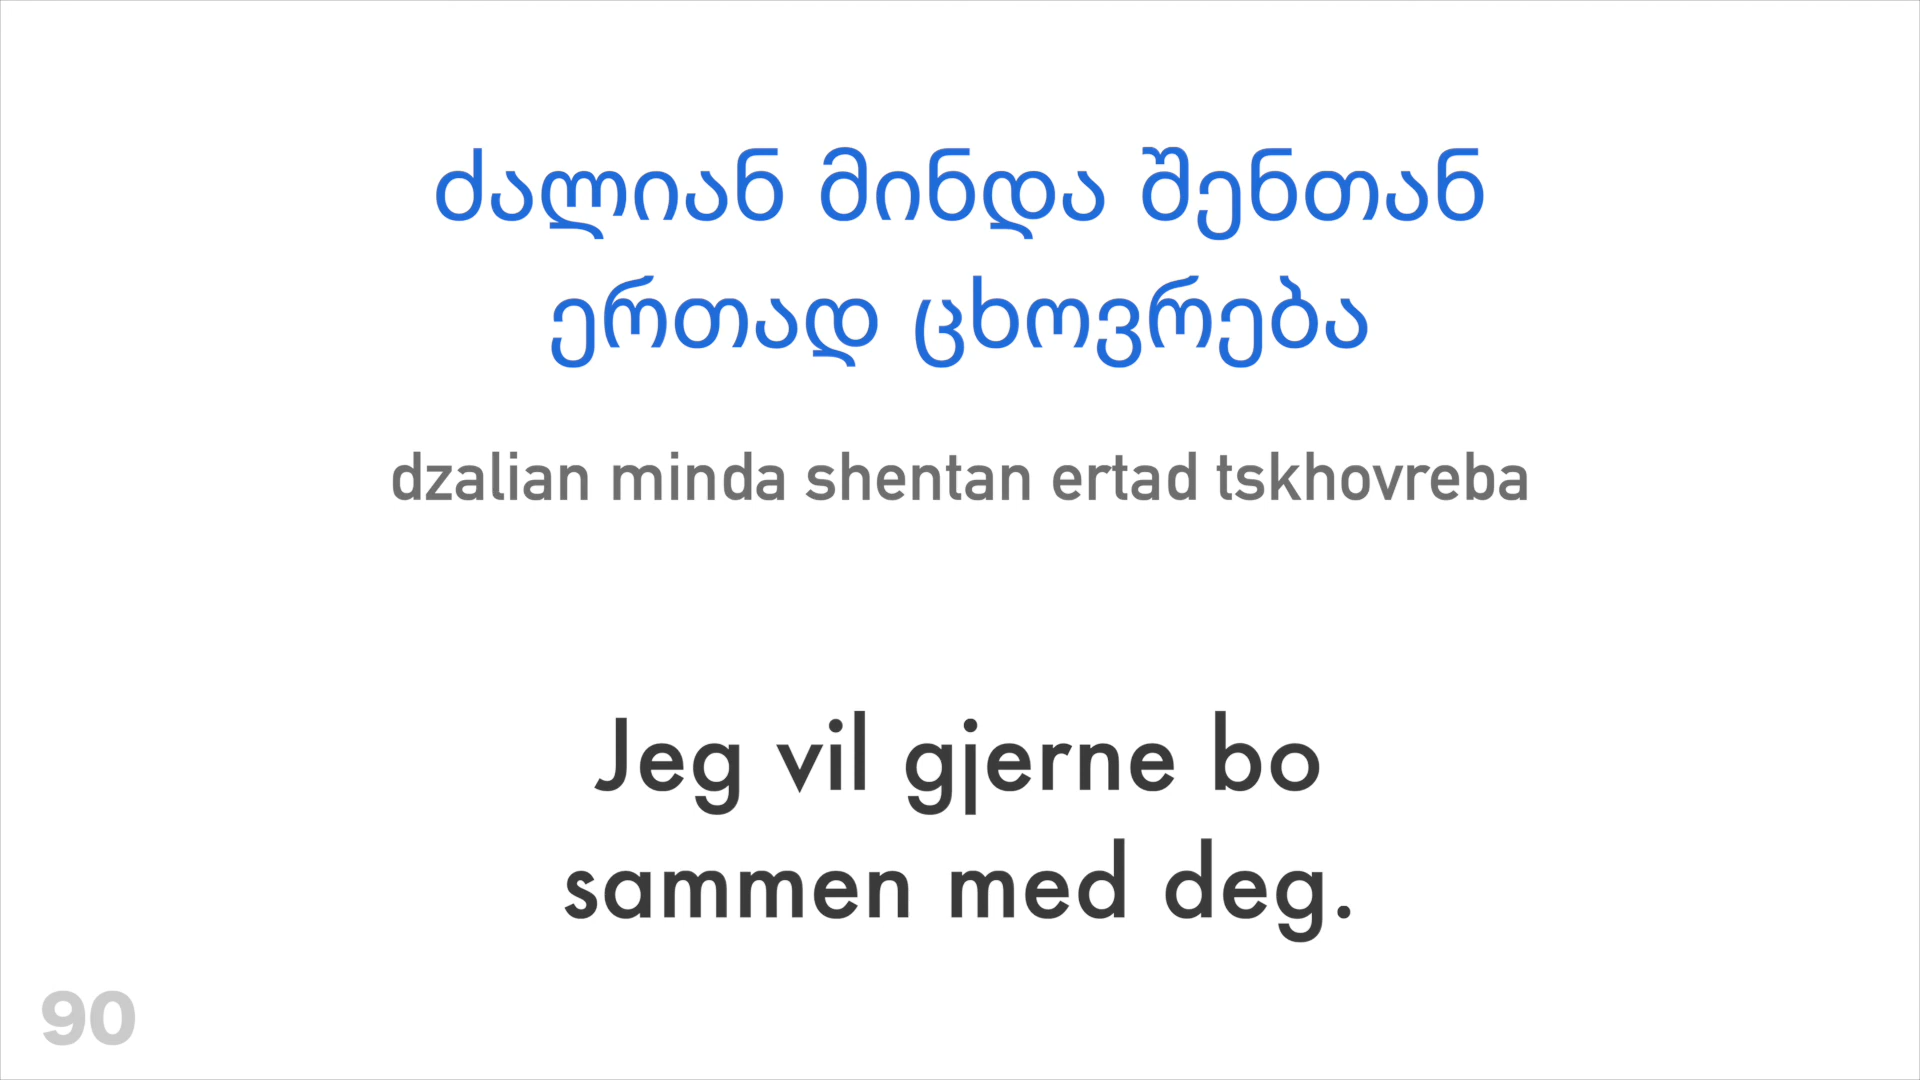 ძალიან მინდა შენთან
ერთად ცხოვრება
dzalian minda shentan ertad tskhovreba
Jeg vil gjerne bo
sammen med deg.
90